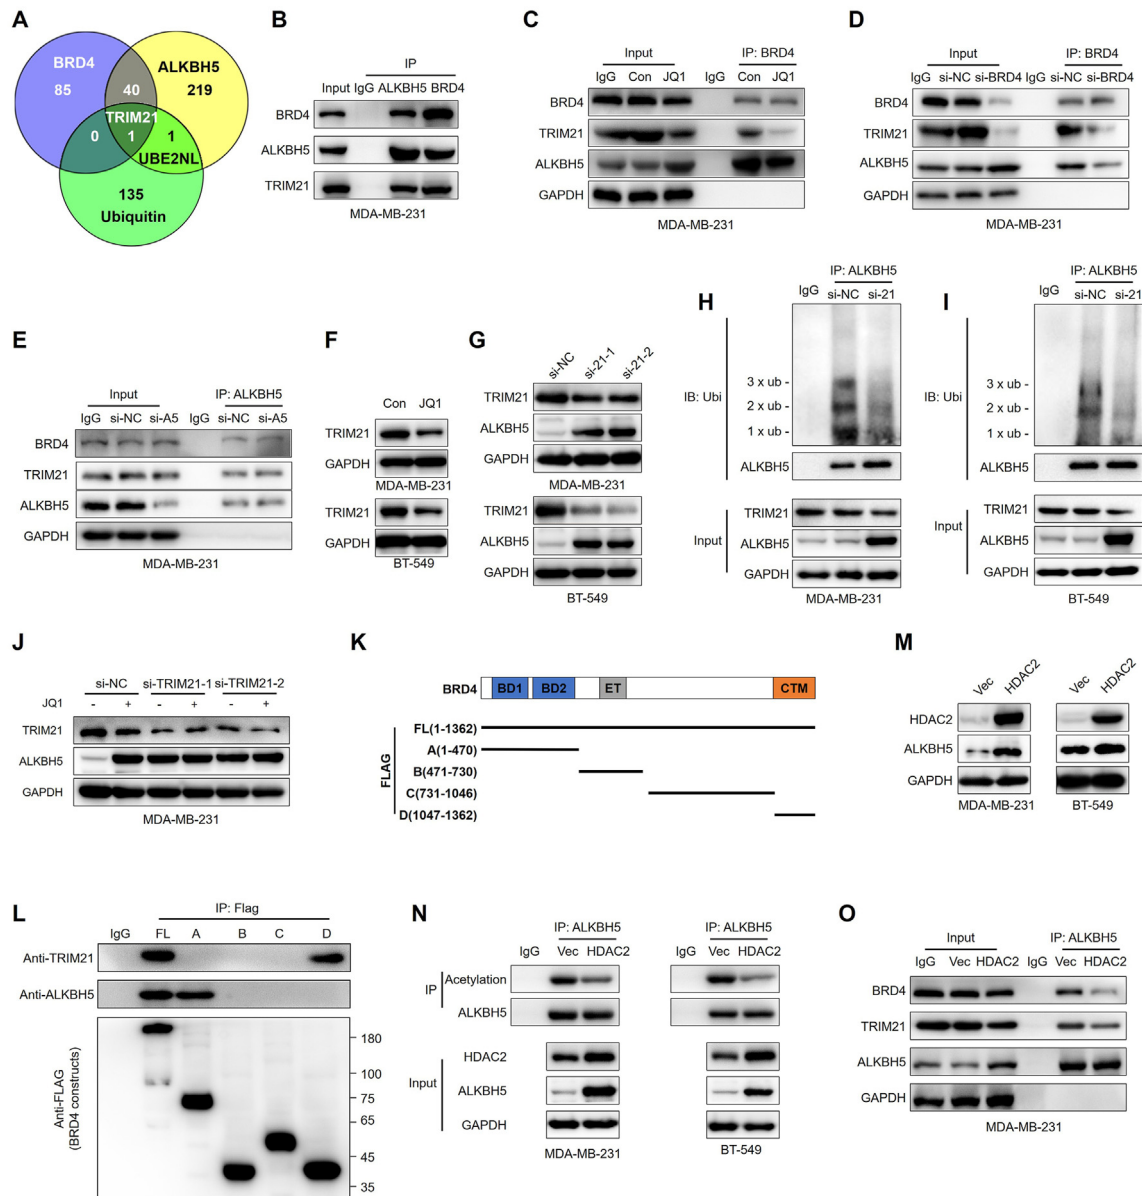 A
BRD4
ALKBH5
85
40
219
TRIM21
0
1
1
UBE2NL
135
Ubiquitin
B
IP
Input IgG ALKBH5 BRD4
BRD4
ALKBH5
TRIM21
MDA-MB-231
C
Input
IP: BRD4
IgG Con JQ1 IgG Con JQ1
BRD4
TRIM21
ALKBH5
GAPDH
MDA-MB-231
D
Input
IP: BRD4
IgG si-NC si-BRD4 IgG si-NC si-BRD4
BRD4
TRIM21
ALKBH5
GAPDH
MDA-MB-231
E
Input
IP: ALKBH5
IgG si-NC si-A5 IgG si-NC si-A5
BRD4
TRIM21
ALKBH5
GAPDH
MDA-MB-231
F
Con JQ1
TRIM21
GAPDH
MDA-MB-231
TRIM21
GAPDH
BT-549
G
si-NC si-21-1 si-21-2
TRIM21
ALKBH5
GAPDH
MDA-MB-231
TRIM21
ALKBH5
GAPDH
BT-549
H
IP: ALKBH5
IgG si-NC si-21
IB: Ubi
3 x ub -
2 x ub -
1 x ub -
ALKBH5
Input
TRIM21
ALKBH5
GAPDH
MDA-MB-231
I
IP: ALKBH5
IgG si-NC si-21
IB: Ubi
3 x ub -
2 x ub -
1 x ub -
ALKBH5
Input
TRIM21
ALKBH5
GAPDH
BT-549
J
si-NC si-TRIM21-1 si-TRIM21-2
JQ1 - + - + - +
TRIM21
ALKBH5
GAPDH
MDA-MB-231
K
BRD4 BD1 BD2 ET CTM
FLAG
FL(1-1362)
A(1-470)
B(471-730)
C(731-1046)
D(1047-1362)
M
Vec HDAC2 Vec HDAC2
HDAC2
ALKBH5
GAPDH
MDA-MB-231 BT-549
L
IP: Flag
IgG FL A B C D
Anti-TRIM21
Anti-ALKBH5
Anti-FLAG
(BRD4 constructs)
180
100
75
65
45
35
N
IP: ALKBH5 IP: ALKBH5
IgG Vec HDAC2 IgG Vec HDAC2
IP
Acetylation
ALKBH5
Input
HDAC2
ALKBH5
GAPDH
MDA-MB-231 BT-549
O
Input
IP: ALKBH5
IgG Vec HDAC2 IgG Vec HDAC2
BRD4
TRIM21
ALKBH5
GAPDH
MDA-MB-231